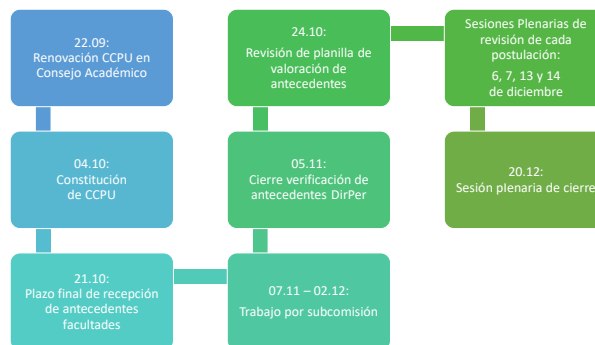 22.09:
Renovación CCPU en
Consejo Académico
04.10:
Constitución
de CCPU
21.10:
Plazo final de recepción
de antecedentes
facultades
07.11 – 02.12:
Trabajo por subcomisión
05.11:
Cierre verificación de
antecedentes DirPer
24.10:
Revisión de planilla de
valoración de
antecedentes
Sesiones Plenarias de
revisión de cada
postulación:
6, 7, 13 y 14
de diciembre
20.12:
Sesión plenaria de cierre